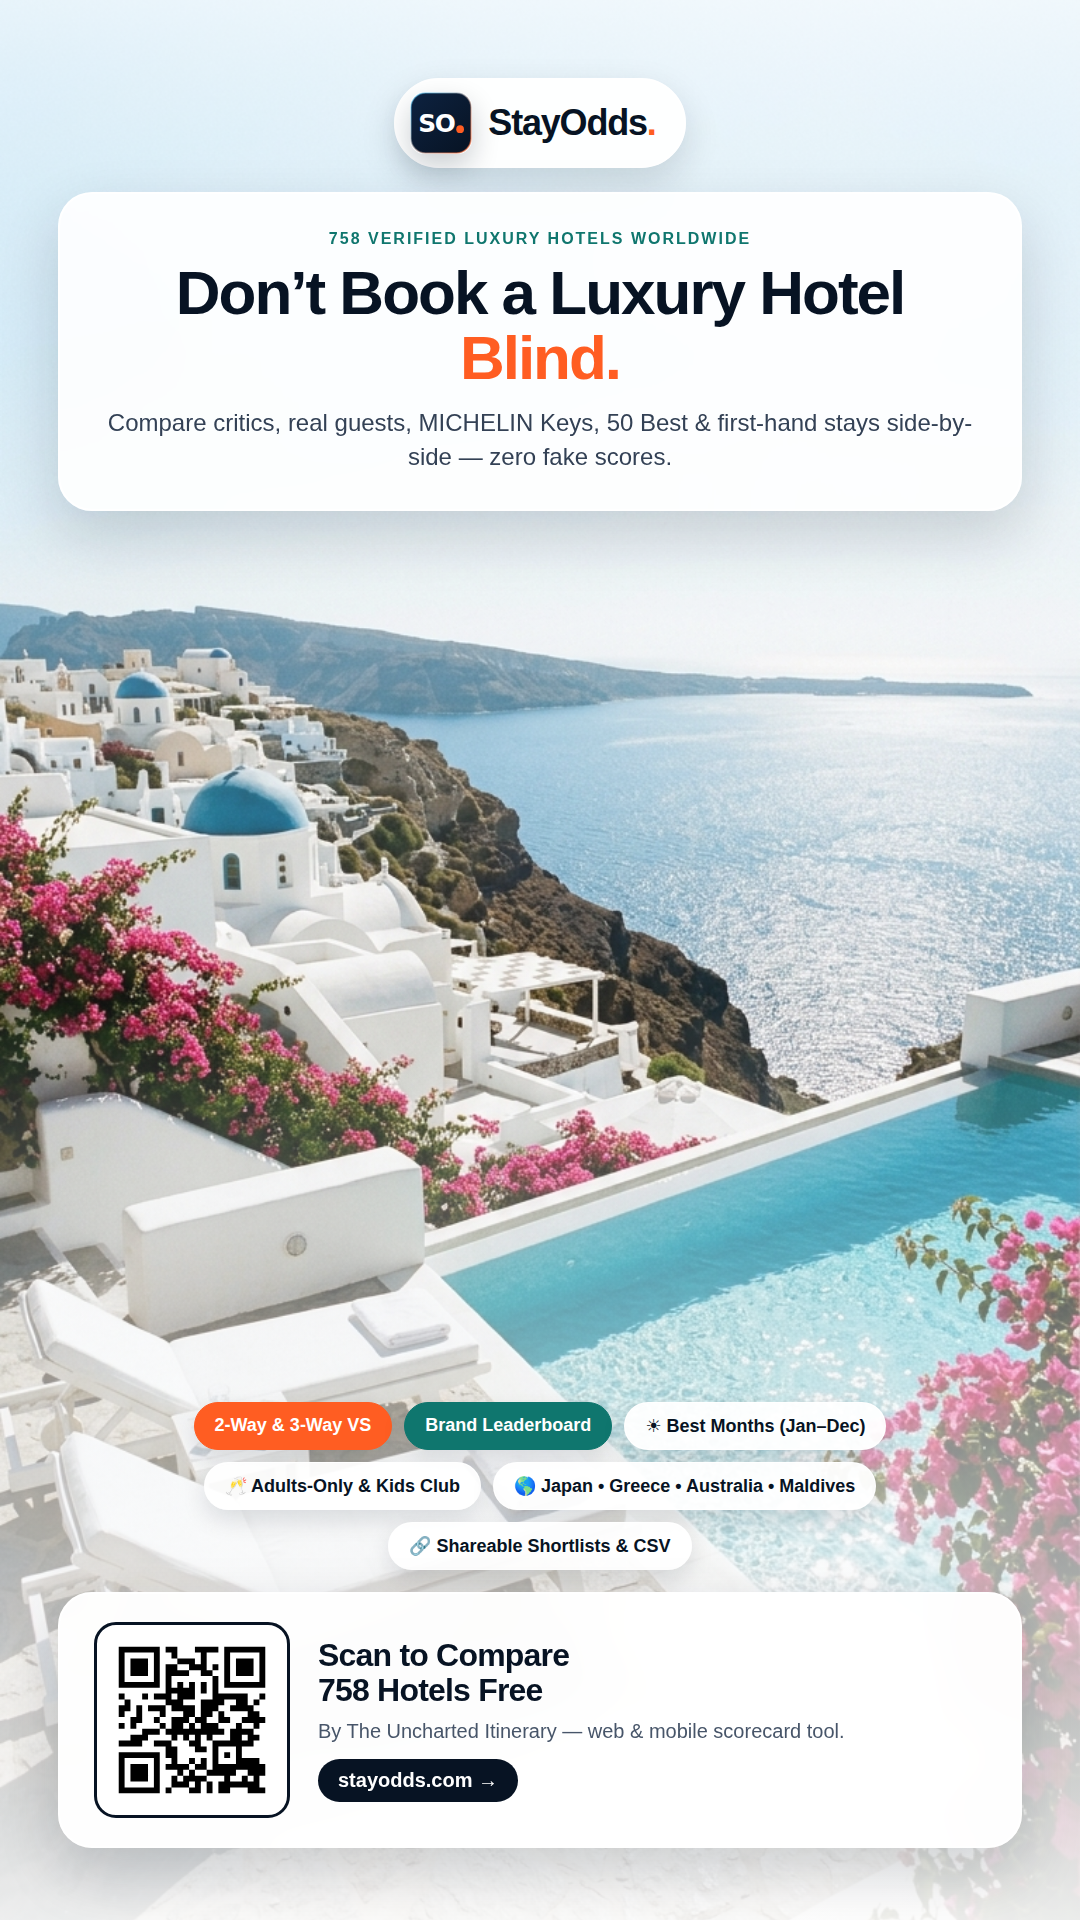 SO.
StayOdds.
758 VERIFIED LUXURY HOTELS WORLDWIDE
Don’t Book a Luxury Hotel
Blind.
Compare critics, real guests, MICHELIN Keys, 50 Best & first-hand stays side-by-
side — zero fake scores.
2-Way & 3-Way VS
Brand Leaderboard
☀ Best Months (Jan–Dec)
🥂 Adults-Only & Kids Club
🌎 Japan • Greece • Australia • Maldives
🔗 Shareable Shortlists & CSV
Scan to Compare
758 Hotels Free
By The Uncharted Itinerary — web & mobile scorecard tool.
stayodds.com →